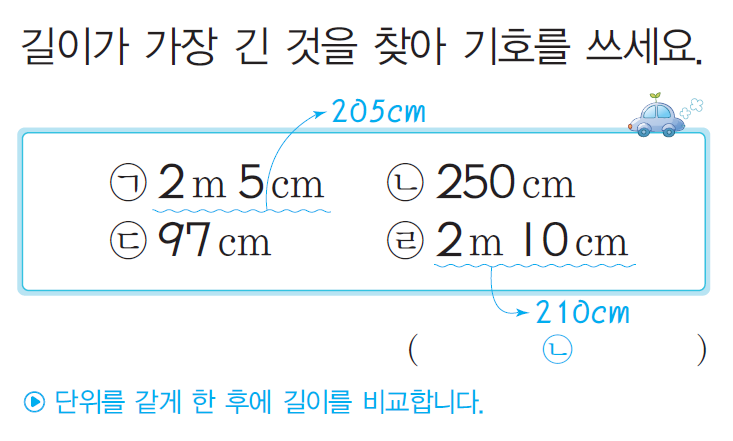 길이가 가장 긴 것을 찾아 기호를 쓰세요.
205cm
㉠ 2 m 5 cm ㉡ 250 cm
㉢ 97 cm ㉣ 2 m 10 cm
210cm
( ㉡ )
단위를 같게 한 후에 길이를 비교합니다.